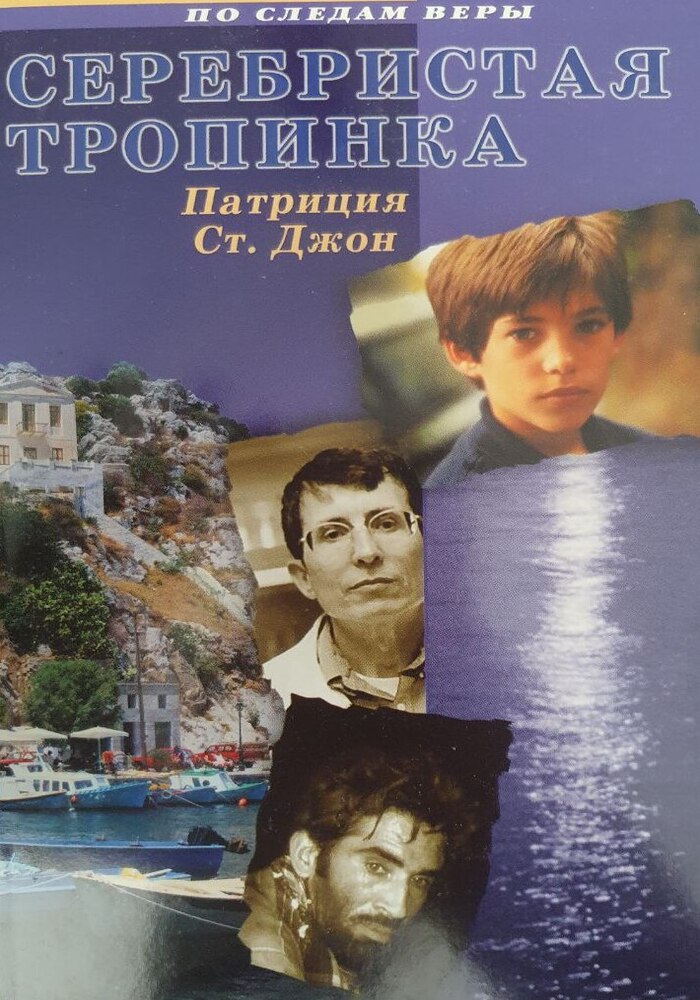 ПО СЛЕДАМ ВЕРЫ
СЕРЕБРИСТАЯ
ТРОПИНКА
Патриция
Ст. Джон